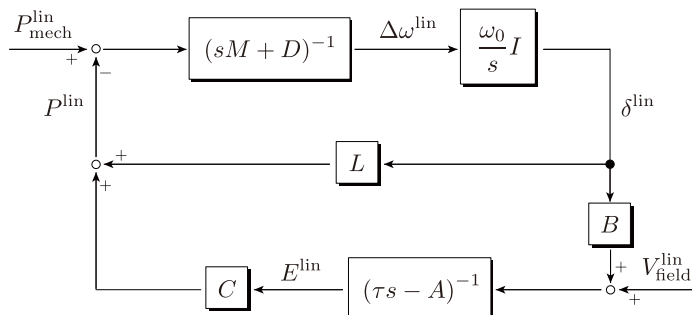 P_mech^lin
+
−
(sM + D)^−1
Δω^lin
ω_0/s I
P^lin
δ^lin
+
L
+
B
C
E^lin
(τs − A)^−1
+
V_field^lin
+